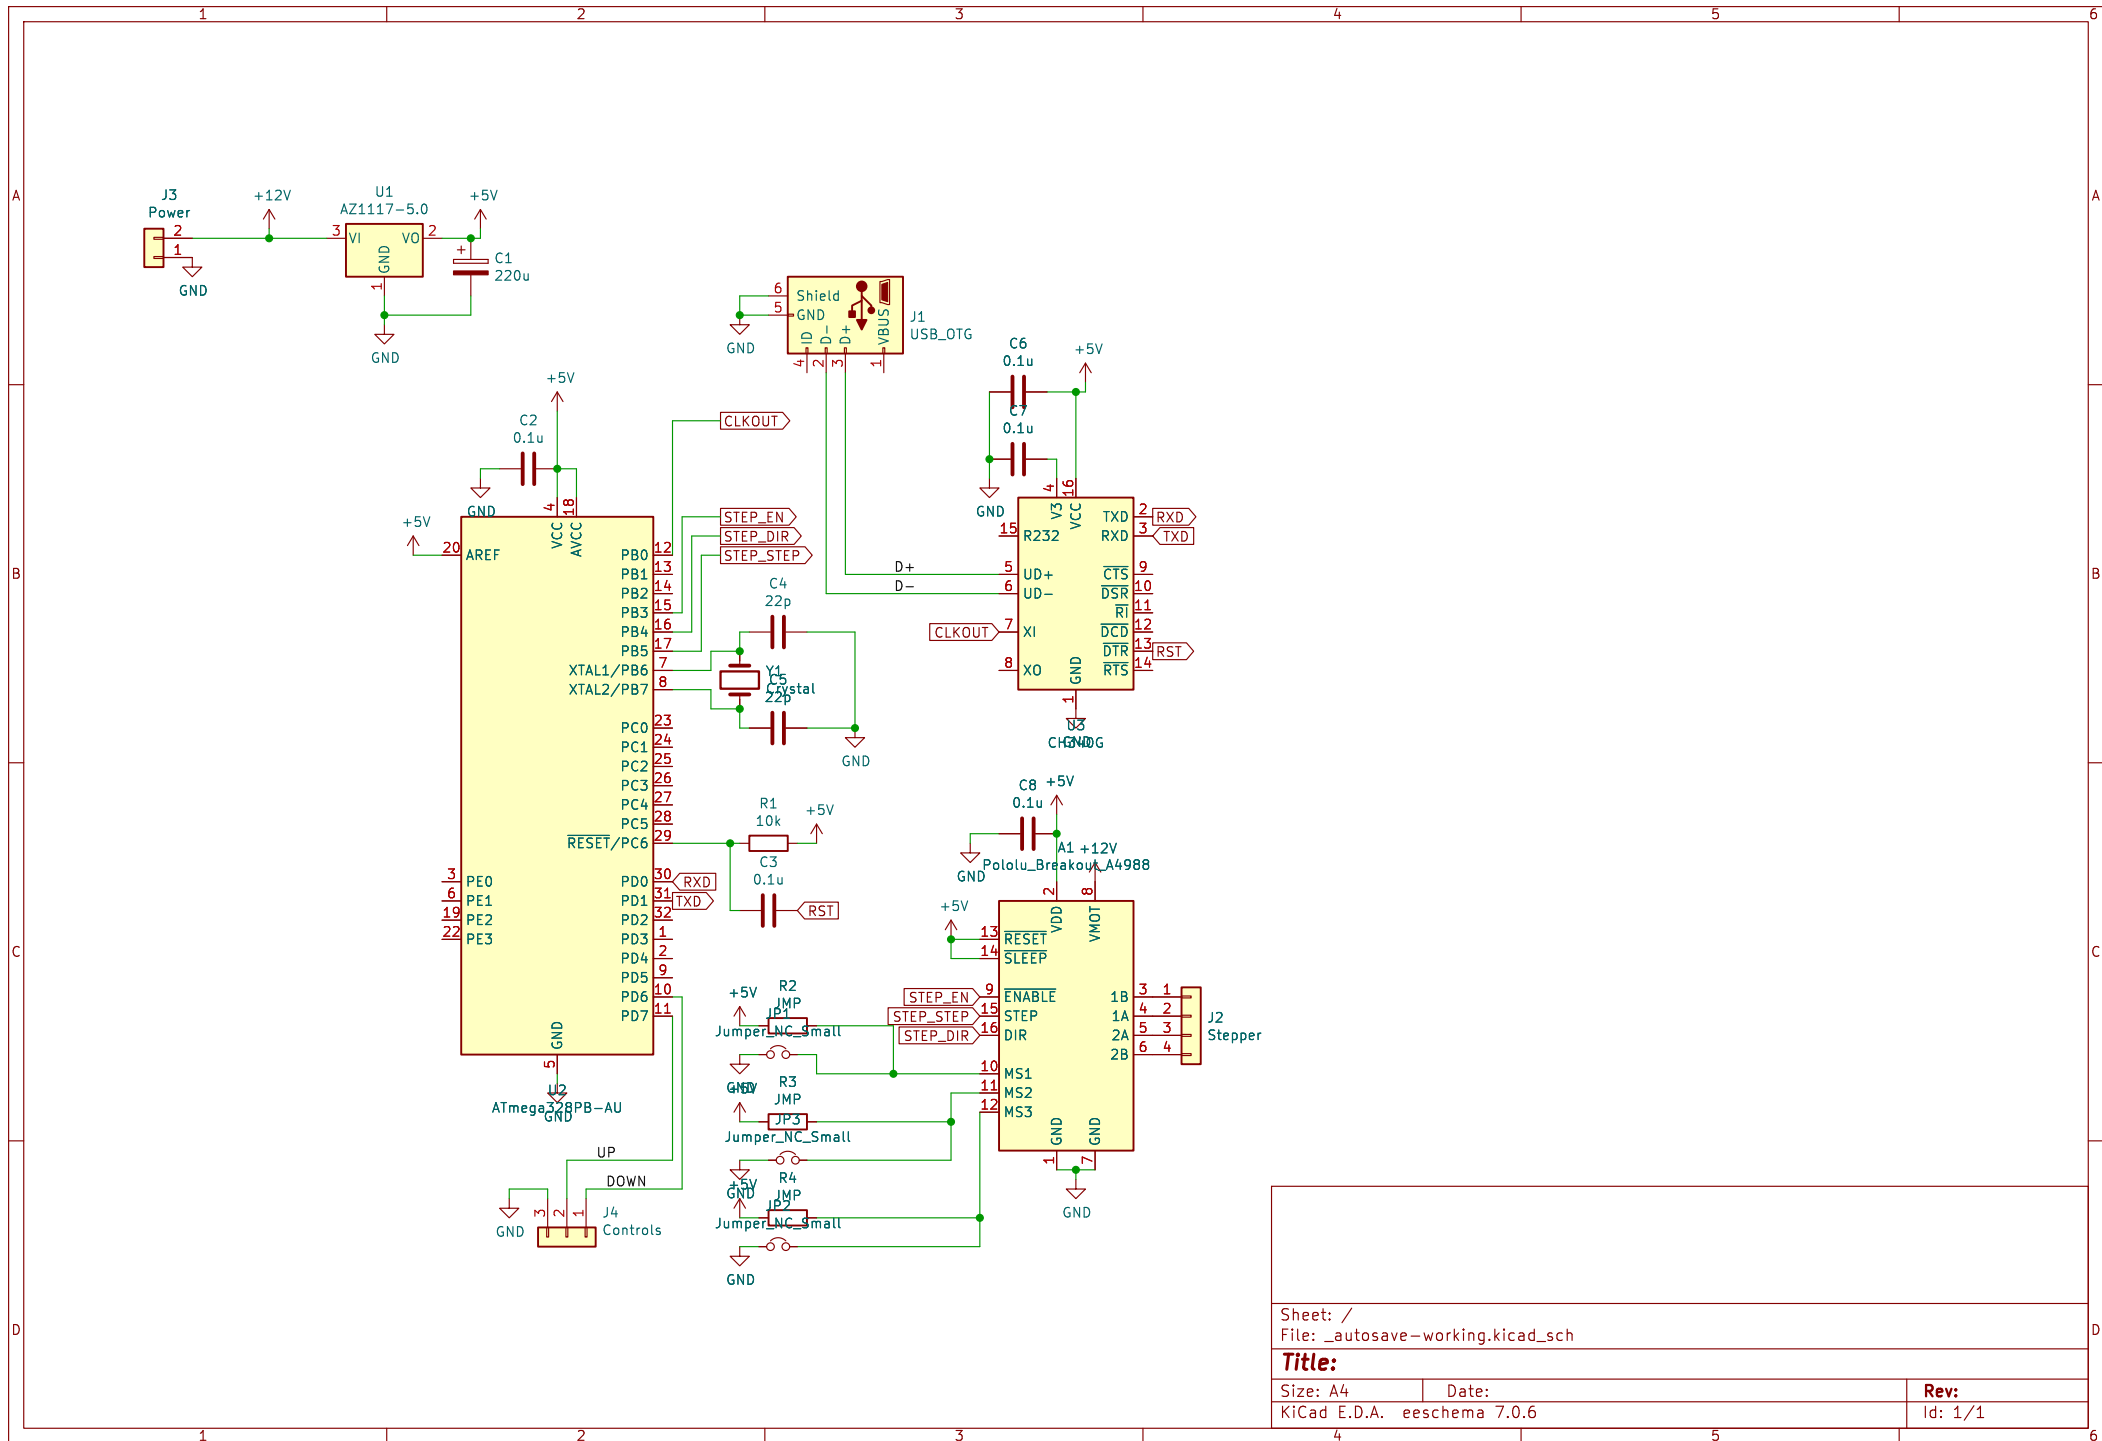 1 2 3 4 5 6
A A
B B
C C
D D
J3
Power
2
1
GND
+12V
U1
AZ1117-5.0
3 VI VO 2
GND
1
GND
+5V
+
C1
220u
6 Shield
5 GND
ID D- D+ VBUS
4 2 3 1
J1
USB_OTG
GND
C6
0.1u
+5V
C7
0.1u
GND
+5V
C2
0.1u
GND
+5V
CLKOUT
STEP_EN
STEP_DIR
STEP_STEP
4 18
VCC AVCC
20 AREF
PB0 12
PB1 13
PB2 14
PB3 15
PB4 16
PB5 17
XTAL1/PB6 7
XTAL2/PB7 8
PC0 23
PC1 24
PC2 25
PC3 26
PC4 27
PC5 28
RESET/PC6 29
3 PE0
6 PE1
19 PE2
22 PE3
PD0 30
PD1 31
PD2 32
PD3 1
PD4 2
PD5 9
PD6 10
PD7 11
GND
5
U2
ATmega328PB-AU
GND
RXD
TXD
D+
D-
C4
22p
Y1
Crystal
C5
22p
GND
4 16
V3 VCC
15 R232
5 UD+
6 UD-
7 XI
8 XO
TXD 2
RXD 3
CTS 9
DSR 10
RI 11
DCD 12
DTR 13
RTS 14
GND
1
RXD
TXD
RST
CLKOUT
U3
CH340G
GND
R1
10k
+5V
C3
0.1u
RST
C8
0.1u
+5V
GND
A1
Pololu_Breakout_A4988
+12V
+5V
2 8
VDD VMOT
13 RESET
14 SLEEP
9 ENABLE
15 STEP
16 DIR
10 MS1
11 MS2
12 MS3
1B 3
1A 4
2A 5
2B 6
GND GND
1 7
GND
STEP_EN
STEP_STEP
STEP_DIR
1
2
3
4
J2
Stepper
+5V
R2
JMP
JP1
Jumper_NC_Small
GND
+5V
R3
JMP
JP3
Jumper_NC_Small
GND
+5V
R4
JMP
JP2
Jumper_NC_Small
GND
UP
DOWN
GND
3 2 1
J4
Controls
Sheet: /
File: _autosave-working.kicad_sch
Title:
Size: A4 Date: Rev:
KiCad E.D.A. eeschema 7.0.6 Id: 1/1
1 2 3 4 5 6